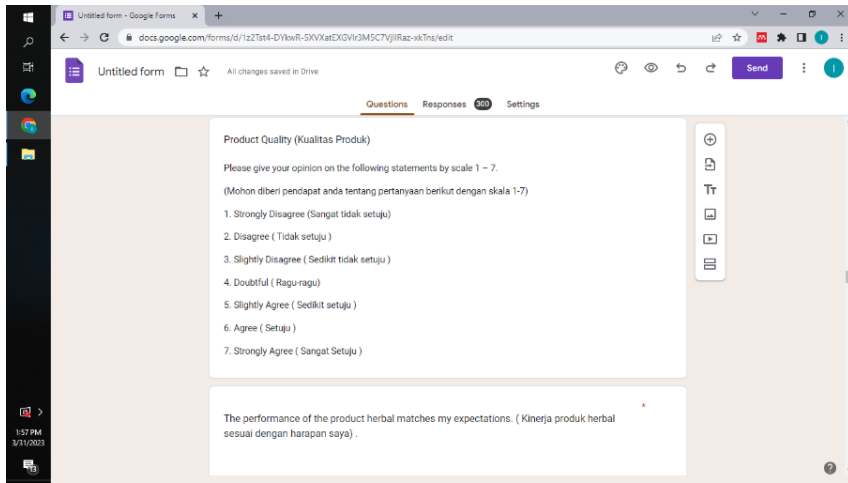 Untitled form - Google Forms
docs.google.com/forms/d/1z2Tst4-DYkwR-SXVXatEXGVIr3M5C7VjIlRaz-xkTns/edit
Untitled form
All changes saved in Drive
Send
I
Questions Responses 300 Settings
Product Quality (Kualitas Produk)
Please give your opinion on the following statements by scale 1 – 7.
(Mohon diberi pendapat anda tentang pertanyaan berikut dengan skala 1-7)
1. Strongly Disagree (Sangat tidak setuju)
2. Disagree ( Tidak setuju )
3. Slightly Disagree ( Sedikit tidak setuju )
4. Doubtful ( Ragu-ragu)
5. Slightly Agree ( Sedikit setuju )
6. Agree ( Setuju )
7. Strongly Agree ( Sangat Setuju )
The performance of the product herbal matches my expectations. ( Kinerja produk herbal *
sesuai dengan harapan saya) .
1:57 PM
3/31/2023